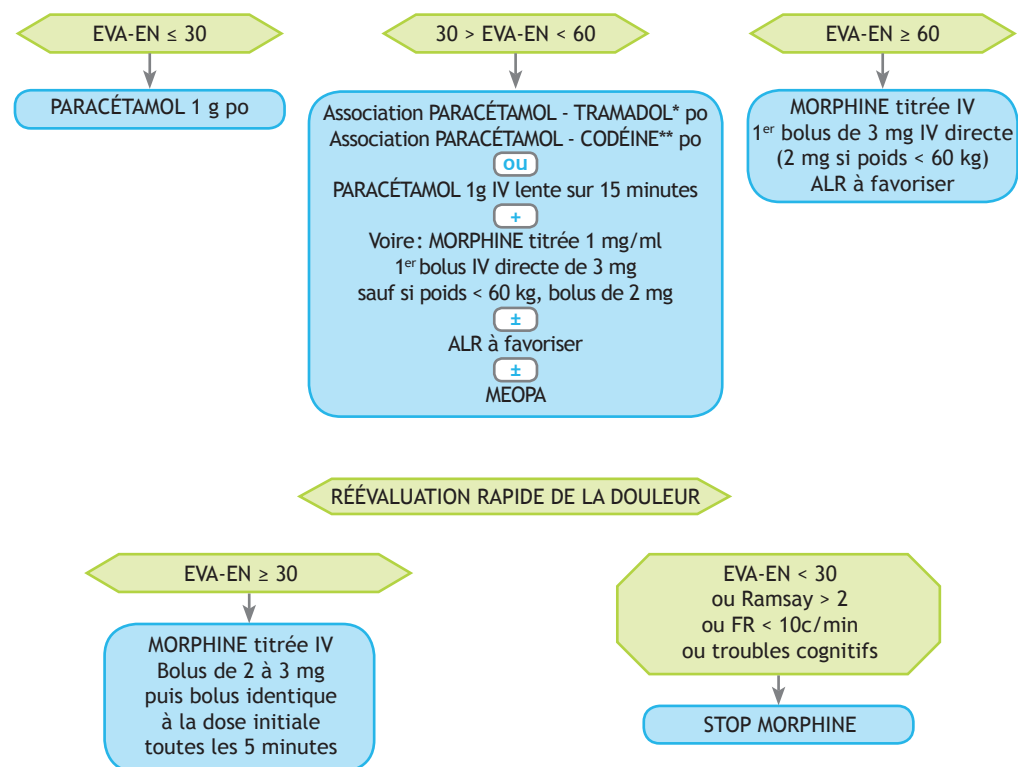 EVA-EN ≤ 30
PARACÉTAMOL 1 g po
30 > EVA-EN < 60
Association PARACÉTAMOL - TRAMADOL* po
Association PARACÉTAMOL - CODÉINE** po
ou
PARACÉTAMOL 1g IV lente sur 15 minutes
+
Voire: MORPHINE titrée 1 mg/ml
1er bolus IV directe de 3 mg
sauf si poids < 60 kg, bolus de 2 mg
±
ALR à favoriser
±
MEOPA
EVA-EN ≥ 60
MORPHINE titrée IV
1er bolus de 3 mg IV directe
(2 mg si poids < 60 kg)
ALR à favoriser
RÉÉVALUATION RAPIDE DE LA DOULEUR
EVA-EN ≥ 30
MORPHINE titrée IV
Bolus de 2 à 3 mg
puis bolus identique
à la dose initiale
toutes les 5 minutes
EVA-EN < 30
ou Ramsay > 2
ou FR < 10c/min
ou troubles cognitifs
STOP MORPHINE